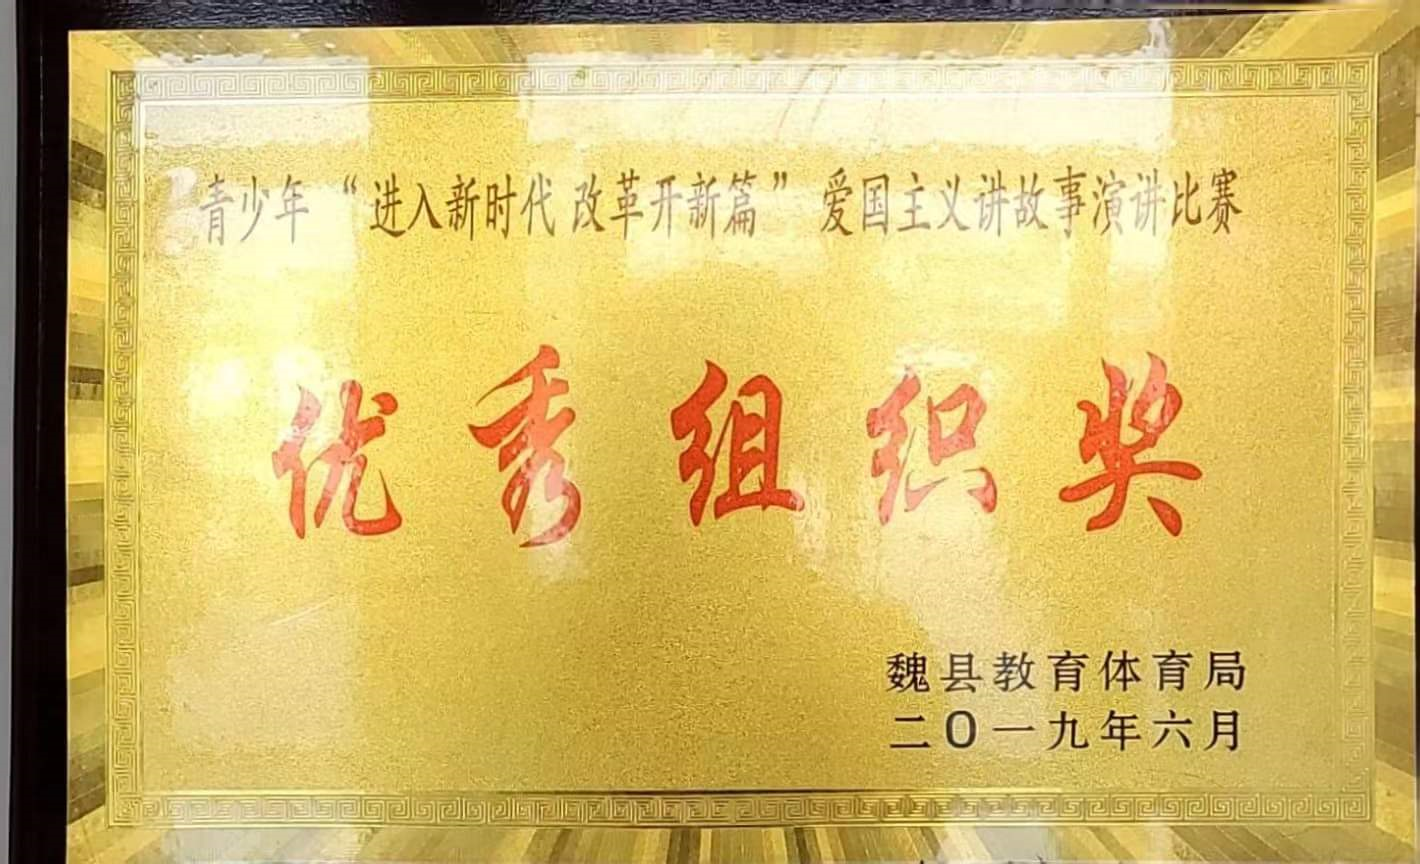 青少年“进入新时代 改革开新篇”爱国主义讲故事演讲比赛
优秀组织奖
魏县教育体育局
二0一九年六月